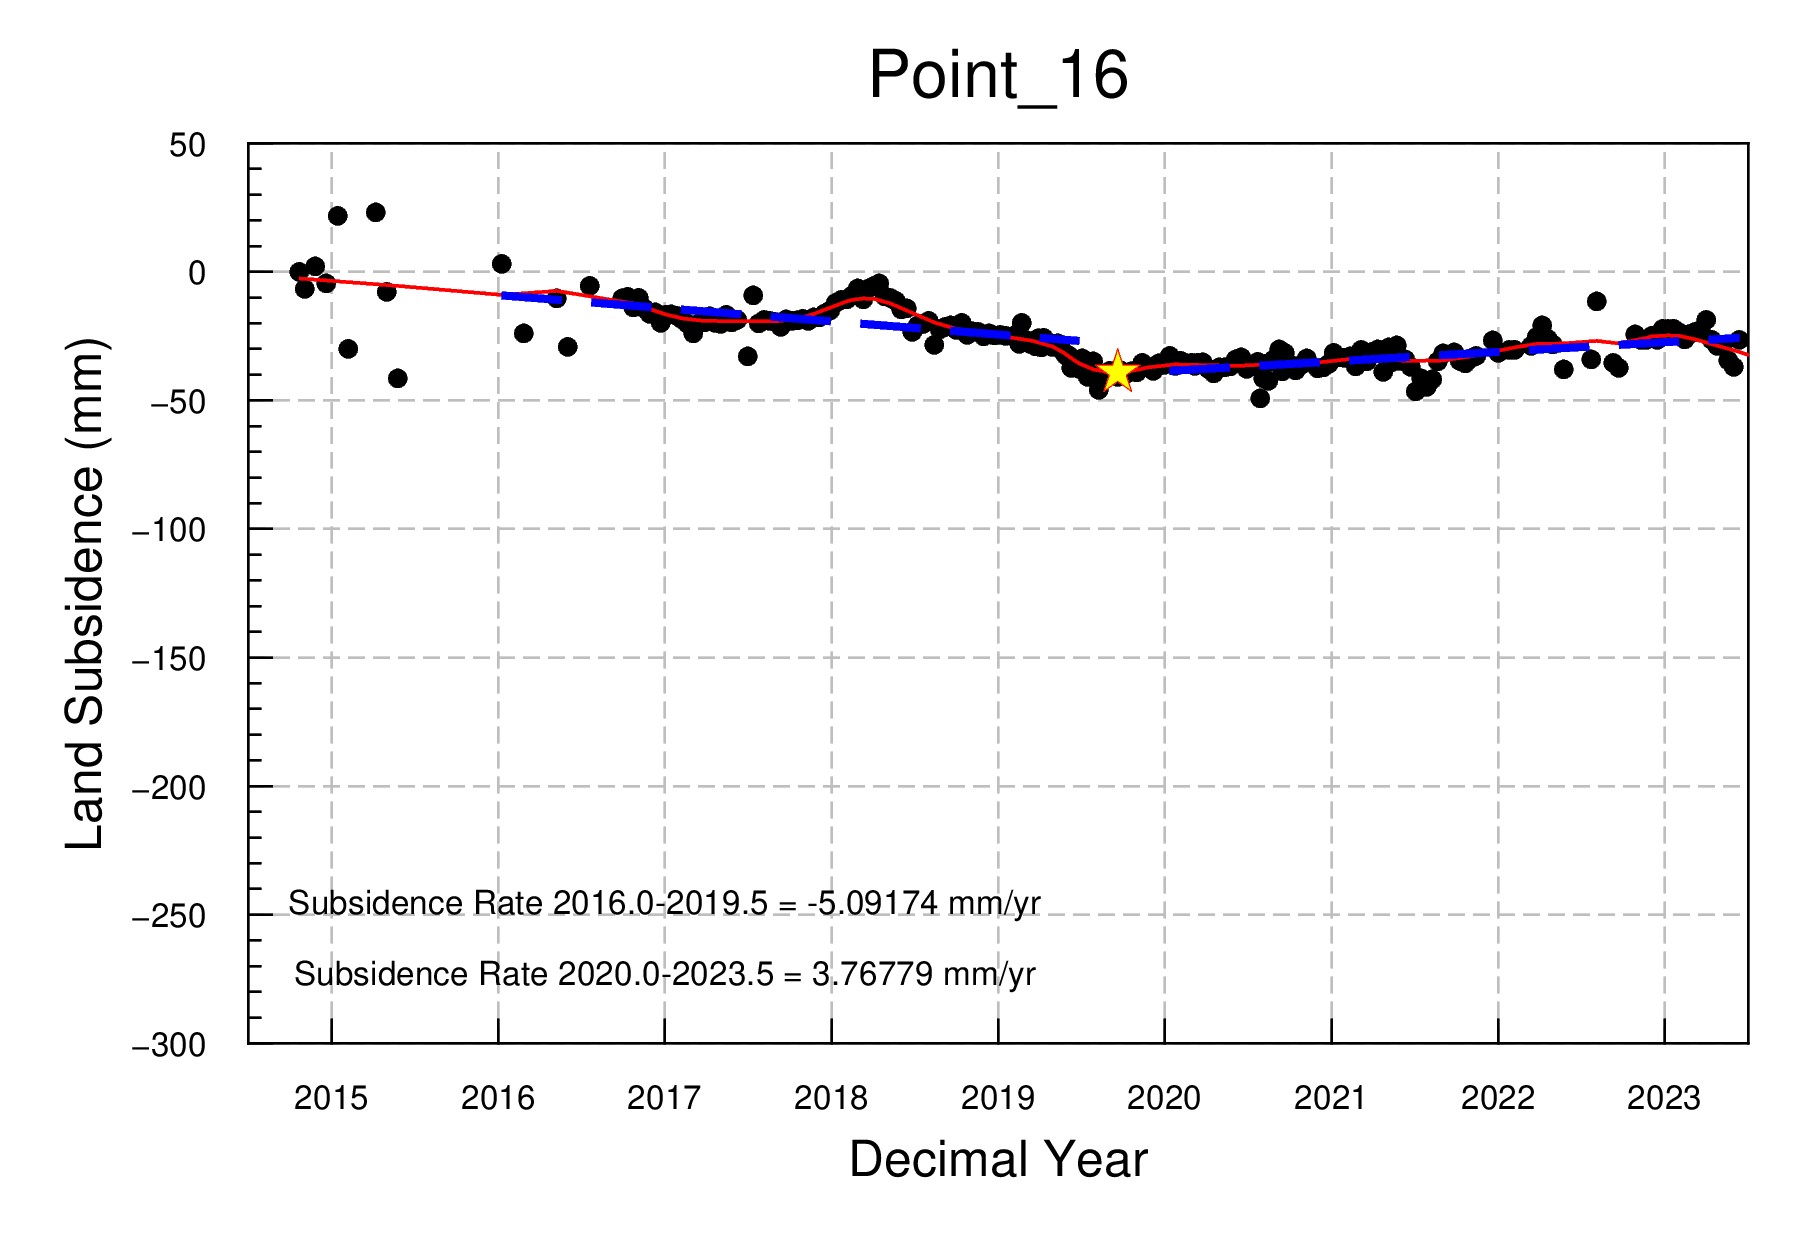 Point_16
50
0
−50
−100
−150
−200
−250
−300
Land Subsidence (mm)
Subsidence Rate 2016.0-2019.5 = -5.09174 mm/yr
Subsidence Rate 2020.0-2023.5 = 3.76779 mm/yr
2015 2016 2017 2018 2019 2020 2021 2022 2023
Decimal Year